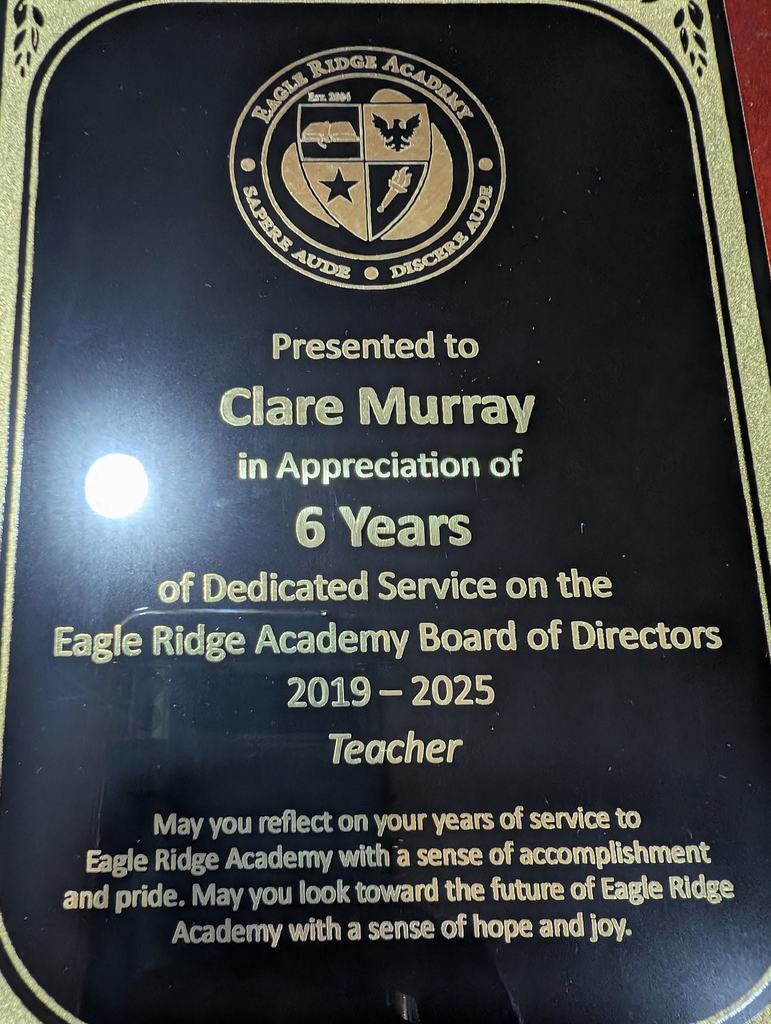 EAGLE RIDGE ACADEMY
Est. 2004
SAPERE AUDE • DISCERE AUDE
Presented to
Clare Murray
in Appreciation of
6 Years
of Dedicated Service on the
Eagle Ridge Academy Board of Directors
2019 – 2025
Teacher
May you reflect on your years of service to
Eagle Ridge Academy with a sense of accomplishment
and pride. May you look toward the future of Eagle Ridge
Academy with a sense of hope and joy.